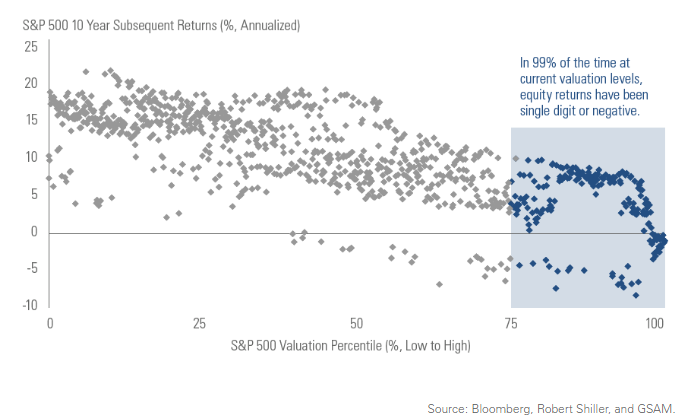 S&P 500 10 Year Subsequent Returns (%, Annualized)
25
20
15
10
5
0
-5
-10
In 99% of the time at
current valuation levels,
equity returns have been
single digit or negative.
0
25
50
75
100
S&P 500 Valuation Percentile (%, Low to High)
Source: Bloomberg, Robert Shiller, and GSAM.